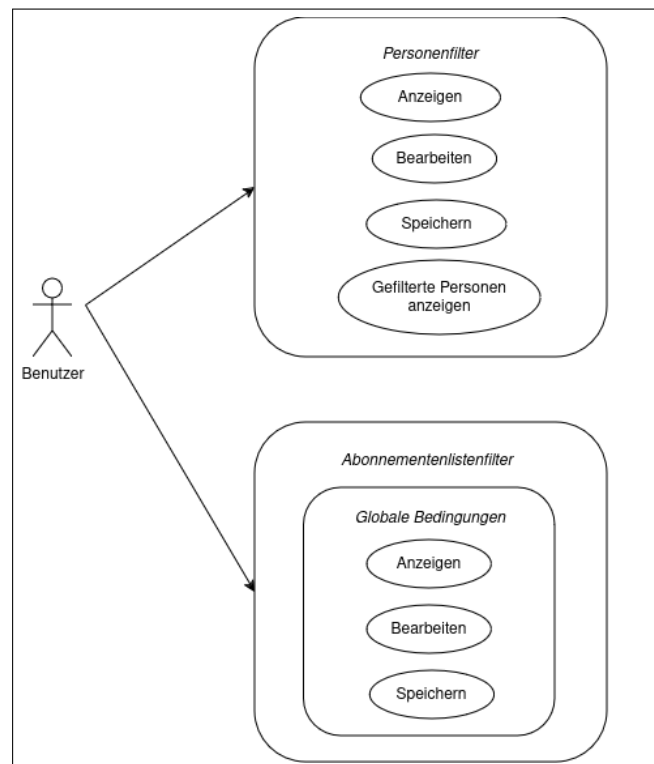 Personenfilter
Anzeigen
Bearbeiten
Speichern
Gefilterte Personen
anzeigen
Benutzer
Abonnementenlistenfilter
Globale Bedingungen
Anzeigen
Bearbeiten
Speichern